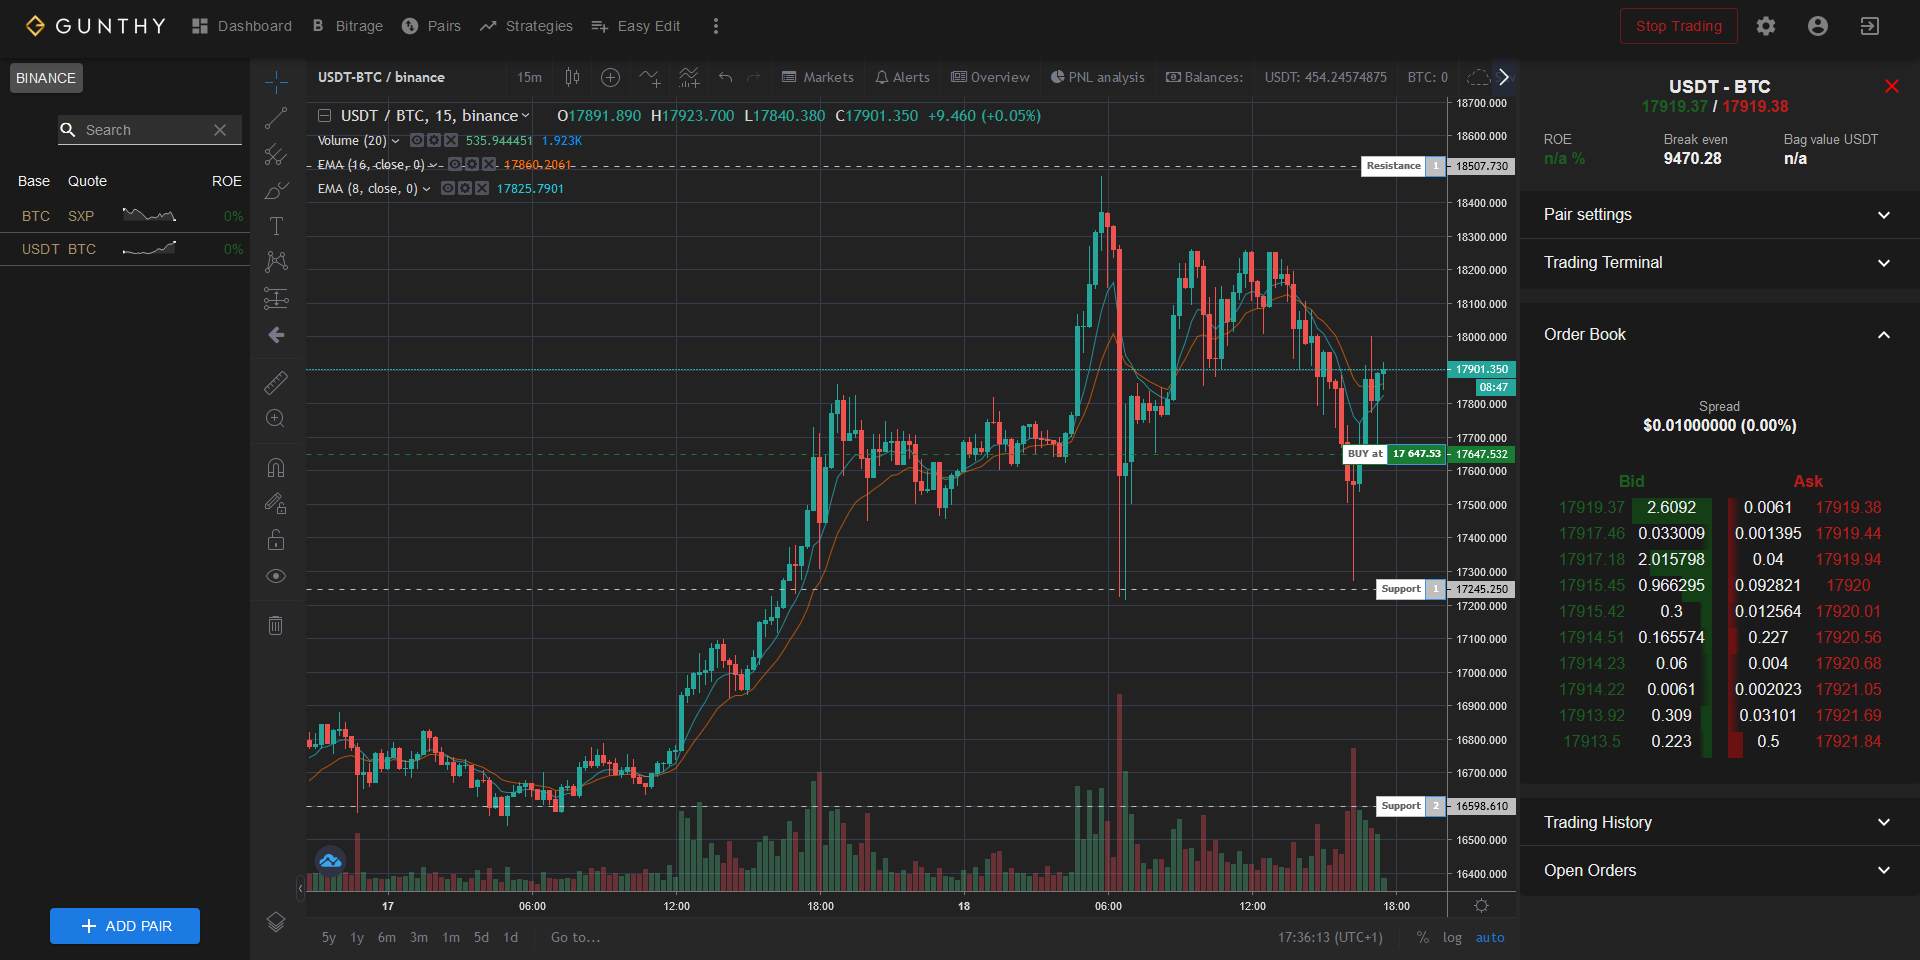 GUNTHY Dashboard B Bitrage Pairs Strategies Easy Edit Stop Trading
BINANCE
Search
Base Quote ROE
BTC SXP 0%
USDT BTC 0%
ADD PAIR
USDT-BTC / binance 15m Markets Alerts Overview PNL analysis Balances: USDT: 454.24574875 BTC: 0
USDT / BTC, 15, binance O17891.890 H17923.700 L17840.380 C17901.350 +9.460 (+0.05%)
Volume (20) 535.944451 1.923K
EMA (16, close, 0) 17860.2061
EMA (8, close, 0) 17825.7901
Resistance 1
BUY at 17 647.53
Support 1
Support 2
18700.000
18600.000
18507.730
18400.000
18300.000
18200.000
18100.000
18000.000
17901.350
08:47
17800.000
17700.000
17647.532
17600.000
17500.000
17400.000
17300.000
17245.250
17200.000
17100.000
17000.000
16900.000
16800.000
16700.000
16598.610
16500.000
16400.000
17 06:00 12:00 18:00 18 06:00 12:00 18:00
5y 1y 6m 3m 1m 5d 1d Go to... 17:36:13 (UTC+1) % log auto
USDT - BTC
17919.37 / 17919.38
ROE Break even Bag value USDT
n/a % 9470.28 n/a
Pair settings
Trading Terminal
Order Book
Spread
$0.01000000 (0.00%)
Bid Ask
17919.37 2.6092 0.0061 17919.38
17917.46 0.033009 0.001395 17919.44
17917.18 2.015798 0.04 17919.94
17915.45 0.966295 0.092821 17920
17915.42 0.3 0.012564 17920.01
17914.51 0.165574 0.227 17920.56
17914.23 0.06 0.004 17920.68
17914.22 0.0061 0.002023 17921.05
17913.92 0.309 0.03101 17921.69
17913.5 0.223 0.5 17921.84
Trading History
Open Orders